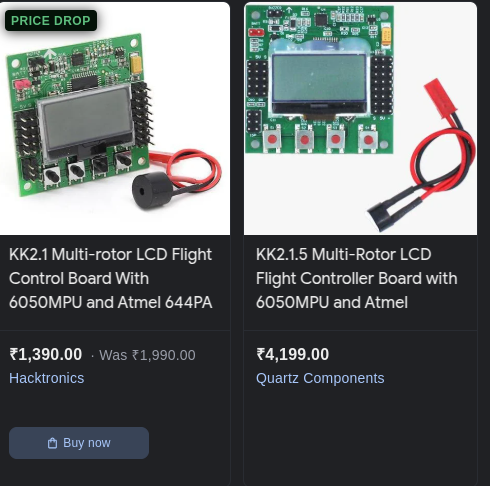 PRICE DROP
KK2.1 Multi-rotor LCD Flight
Control Board With
6050MPU and Atmel 644PA
₹1,390.00 · Was ₹1,990.00
Hacktronics
Buy now
KK2.1.5 Multi-Rotor LCD
Flight Controller Board with
6050MPU and Atmel
₹4,199.00
Quartz Components